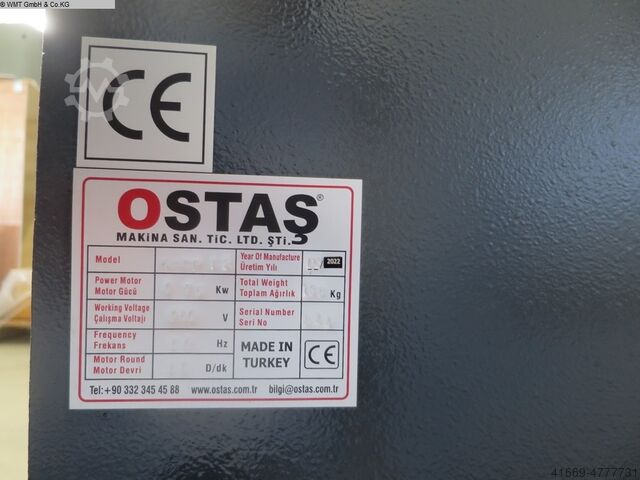 © WMT GmbH & Co.KG
CE
OSTAŞ®
MAKiNA SAN. TiC. LTD. ŞTi.
Model
Year Of Manufacture
Üretim Yılı
2022
Power Motor
Motor Gücü
Kw
Total Weight
Toplam Ağırlık
Kg
Working Voltage
Çalışma Voltajı
V
Serial Number
Seri No
Frequency
Frekans
Hz
MADE IN
TURKEY
CE
Motor Round
Motor Devri
D/dk
Tel:+90 332 345 45 88 www.ostas.com.tr bilgi@ostas.com.tr
41669-4777731